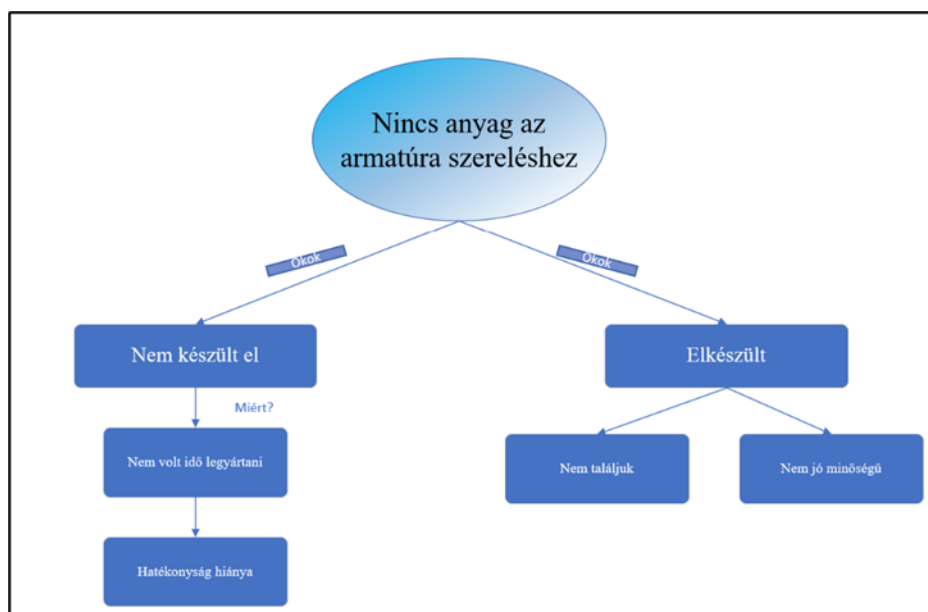 Nincs anyag az
armatúra szereléshez
Okok
Okok
Nem készült el
Elkészült
Miért?
Nem volt idő legyártani
Nem találjuk
Nem jó minőségű
Hatékonyság hiánya